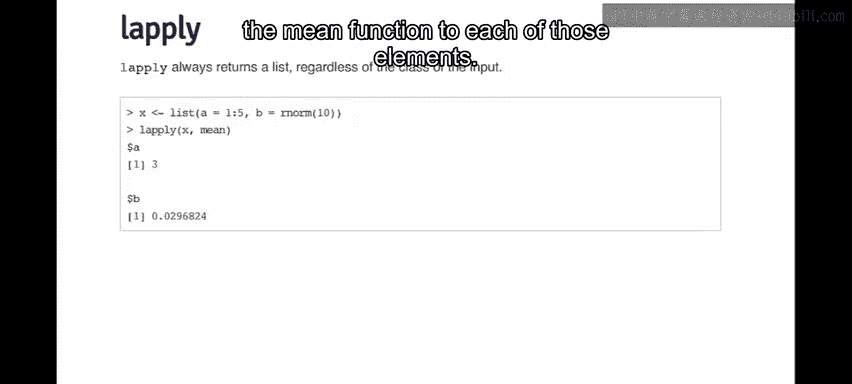 lapply
the mean function to each of those
elements.
lapply always returns a list, regardless of the class of the input.
> x <- list(a = 1:5, b = rnorm(10))
> lapply(x, mean)
$a
[1] 3
$b
[1] 0.0296824